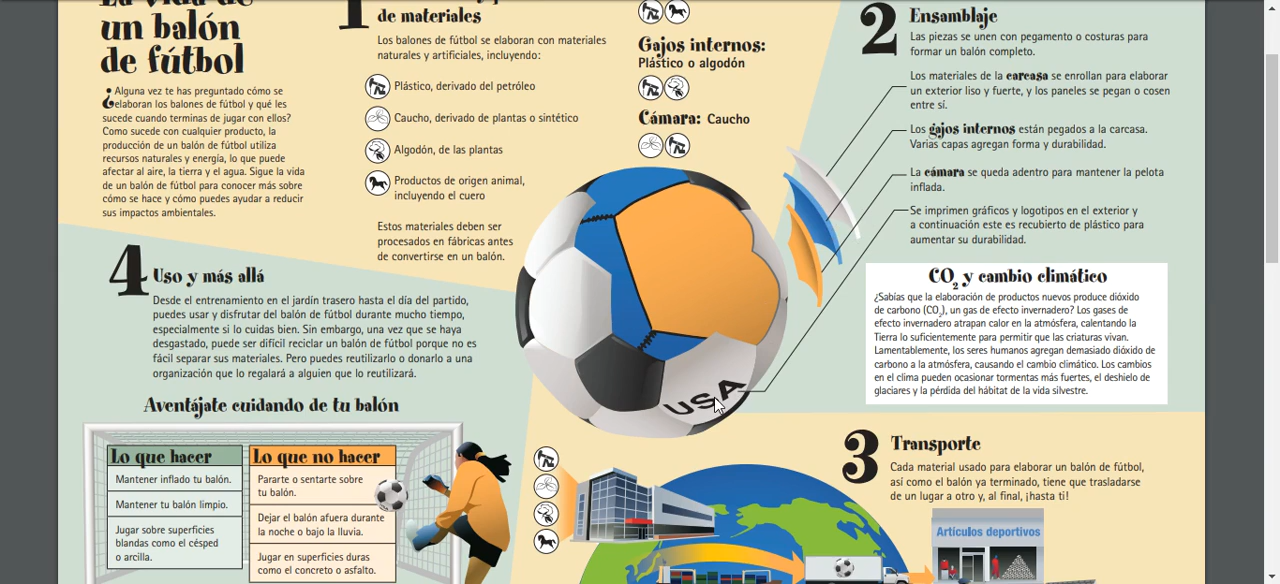 un balón
de fútbol
¿Alguna vez te has preguntado cómo se
elaboran los balones de fútbol y qué les
sucede cuando terminas de jugar con ellos?
Como sucede con cualquier producto, la
producción de un balón de fútbol utiliza
recursos naturales y energía, lo que puede
afectar al aire, la tierra y el agua. Sigue la vida
de un balón de fútbol para conocer más sobre
cómo se hace y cómo puedes ayudar a reducir
sus impactos ambientales.
1
de materiales
Los balones de fútbol se elaboran con materiales
naturales y artificiales, incluyendo:
Plástico, derivado del petróleo
Caucho, derivado de plantas o sintético
Algodón, de las plantas
Productos de origen animal,
incluyendo el cuero
Estos materiales deben ser
procesados en fábricas antes
de convertirse en un balón.
Gajos internos:
Plástico o algodón
Cámara: Caucho
2 Ensamblaje
Las piezas se unen con pegamento o costuras para
formar un balón completo.
Los materiales de la carcasa se enrollan para elaborar
un exterior liso y fuerte, y los paneles se pegan o cosen
entre sí.
Los gajos internos están pegados a la carcasa.
Varias capas agregan forma y durabilidad.
La cámara se queda adentro para mantener la pelota
inflada.
Se imprimen gráficos y logotipos en el exterior y
a continuación este es recubierto de plástico para
aumentar su durabilidad.
USA
CO2 y cambio climático
¿Sabías que la elaboración de productos nuevos produce dióxido
de carbono (CO2), un gas de efecto invernadero? Los gases de
efecto invernadero atrapan calor en la atmósfera, calentando la
Tierra lo suficientemente para permitir que las criaturas vivan.
Lamentablemente, los seres humanos agregan demasiado dióxido de
carbono a la atmósfera, causando el cambio climático. Los cambios
en el clima pueden ocasionar tormentas más fuertes, el deshielo de
glaciares y la pérdida del hábitat de la vida silvestre.
3 Transporte
Cada material usado para elaborar un balón de fútbol,
así como el balón ya terminado, tiene que trasladarse
de un lugar a otro y, al final, ¡hasta ti!
Artículos deportivos
4 Uso y más allá
Desde el entrenamiento en el jardín trasero hasta el día del partido,
puedes usar y disfrutar del balón de fútbol durante mucho tiempo,
especialmente si lo cuidas bien. Sin embargo, una vez que se haya
desgastado, puede ser difícil reciclar un balón de fútbol porque no es
fácil separar sus materiales. Pero puedes reutilizarlo o donarlo a una
organización que lo regalará a alguien que lo reutilizará.
Aventájate cuidando de tu balón
Lo que hacer
Mantener inflado tu balón.
Mantener tu balón limpio.
Jugar sobre superficies
blandas como el césped
o arcilla.
Lo que no hacer
Pararte o sentarte sobre
tu balón.
Dejar el balón afuera durante
la noche o bajo la lluvia.
Jugar en superficies duras
como el concreto o asfalto.